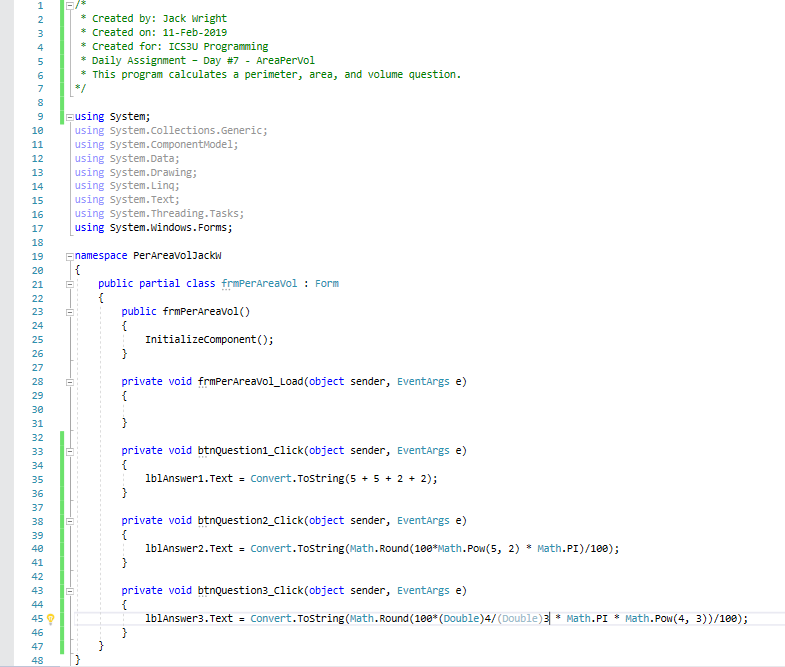 1 /*
2 * Created by: Jack Wright
3 * Created on: 11-Feb-2019
4 * Created for: ICS3U Programming
5 * Daily Assignment – Day #7 - AreaPerVol
6 * This program calculates a perimeter, area, and volume question.
7 */
8
9 using System;
10 using System.Collections.Generic;
11 using System.ComponentModel;
12 using System.Data;
13 using System.Drawing;
14 using System.Linq;
15 using System.Text;
16 using System.Threading.Tasks;
17 using System.Windows.Forms;
18
19 namespace PerAreaVolJackW
20 {
21 public partial class frmPerAreaVol : Form
22 {
23 public frmPerAreaVol()
24 {
25 InitializeComponent();
26 }
27
28 private void frmPerAreaVol_Load(object sender, EventArgs e)
29 {
30
31 }
32
33 private void btnQuestion1_Click(object sender, EventArgs e)
34 {
35 lblAnswer1.Text = Convert.ToString(5 + 5 + 2 + 2);
36 }
37
38 private void btnQuestion2_Click(object sender, EventArgs e)
39 {
40 lblAnswer2.Text = Convert.ToString(Math.Round(100*Math.Pow(5, 2) * Math.PI)/100);
41 }
42
43 private void btnQuestion3_Click(object sender, EventArgs e)
44 {
45 lblAnswer3.Text = Convert.ToString(Math.Round(100*(Double)4/(Double)3 * Math.PI * Math.Pow(4, 3))/100);
46 }
47 }
48 }